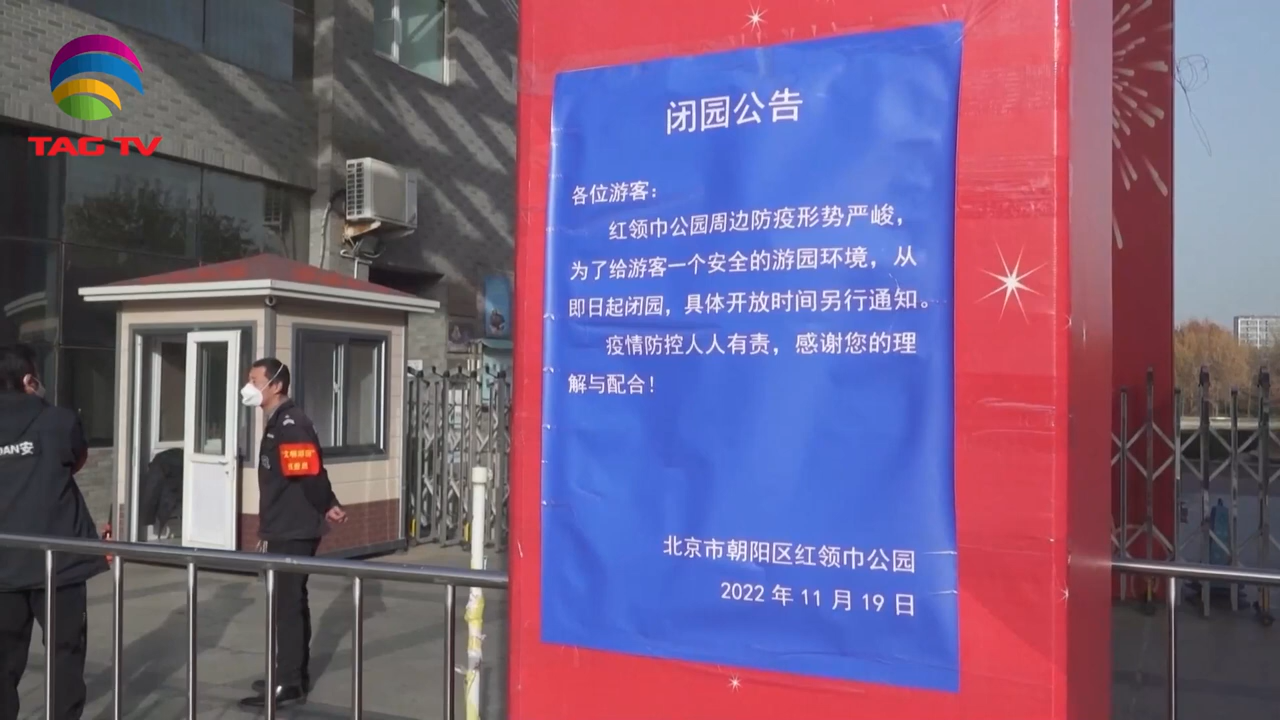 TAG TV
闭园公告
各位游客：
红领巾公园周边防疫形势严峻，
为了给游客一个安全的游园环境，从
即日起闭园，具体开放时间另行通知。
疫情防控人人有责，感谢您的理
解与配合！
北京市朝阳区红领巾公园
2022 年 11 月 19 日
安